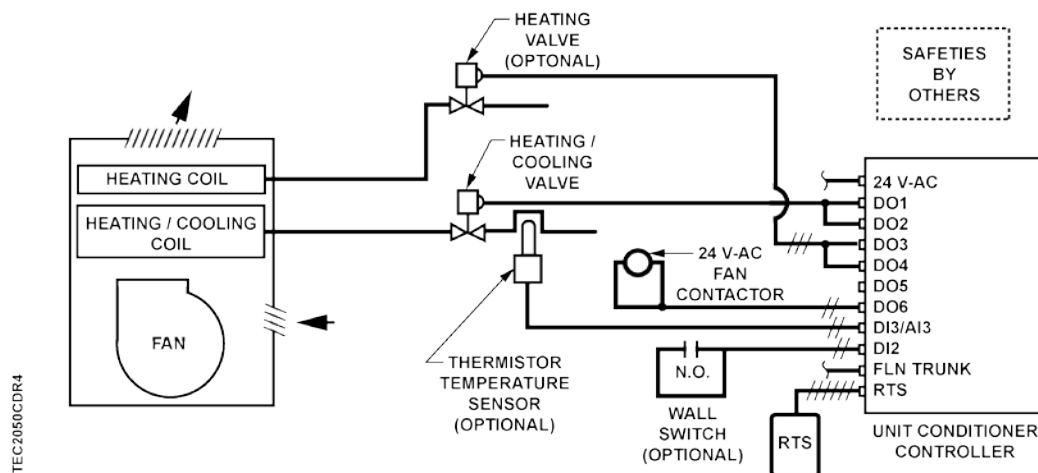 HEATING
VALVE
(OPTIONAL)
SAFETIES
BY
OTHERS
HEATING COIL
HEATING / COOLING
COIL
FAN
HEATING /
COOLING
VALVE
24 V-AC
FAN
CONTACTOR
THERMISTOR
TEMPERATURE
SENSOR
(OPTIONAL)
N.O.
WALL
SWITCH
(OPTIONAL)
RTS
24 V-AC
DO1
DO2
DO3
DO4
DO5
DO6
DI3/AI3
DI2
FLN TRUNK
RTS
UNIT CONDITIONER
CONTROLLER
TEC2050CDR4